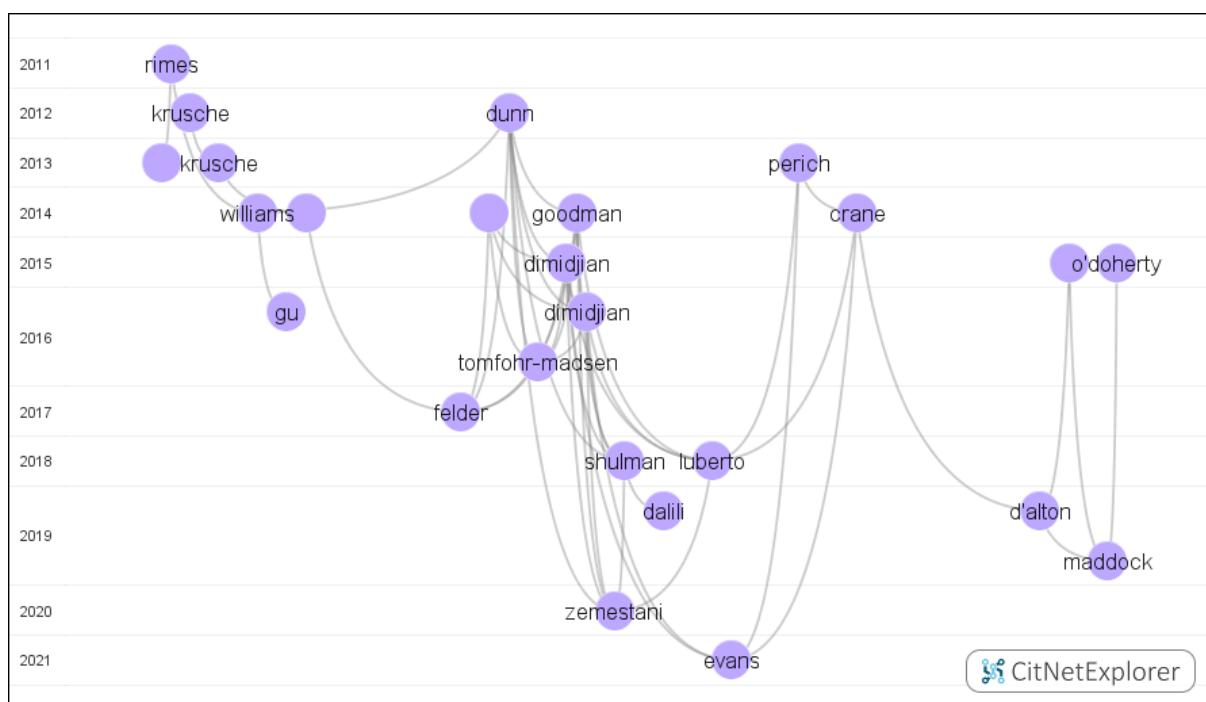 2011
rimes
2012
krusche
dunn
2013
krusche
perich
2014
williams
goodman
crane
2015
dimidjian
o'doherty
2016
gu
dimidjian
tomfohr-madsen
2017
felder
2018
shulman
luberto
2019
dalili
d'alton
maddock
2020
zemestani
2021
evans
CitNetExplorer